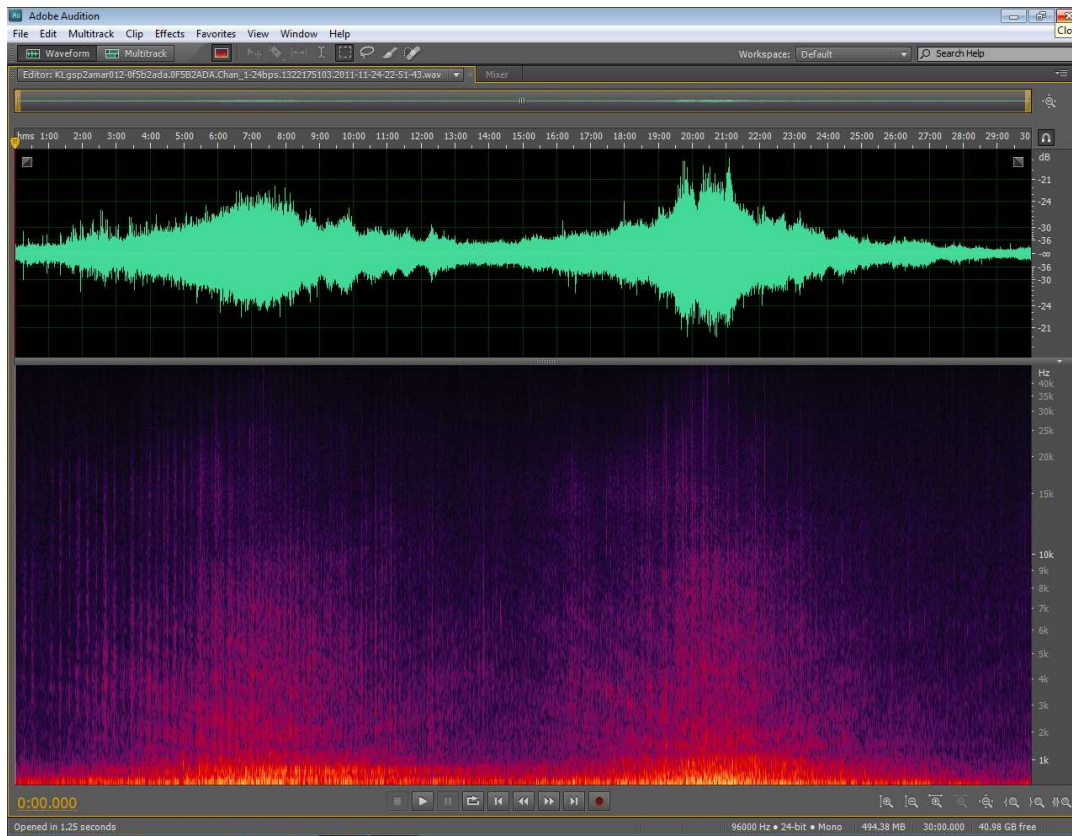 Au Adobe Audition
Clo
File Edit Multitrack Clip Effects Favorites View Window Help
Waveform Multitrack Workspace: Default Search Help
Editor: KLgsp2amar012-0f5b2ada.0F5B2ADA.Chan_1-24bps.1322175103.2011-11-24-22-51-43.wav Mixer
hms 1:00 2:00 3:00 4:00 5:00 6:00 7:00 8:00 9:00 10:00 11:00 12:00 13:00 14:00 15:00 16:00 17:00 18:00 19:00 20:00 21:00 22:00 23:00 24:00 25:00 26:00 27:00 28:00 29:00 30
dB
-21
-24
-30
-36
-∞
-36
-30
-24
-21
Hz
40k
35k
30k
25k
20k
15k
10k
9k
8k
7k
6k
5k
4k
3k
2k
1k
0:00.000
Opened in 1.25 seconds 96000 Hz • 24-bit • Mono 494.38 MB 30:00.000 40.98 GB free